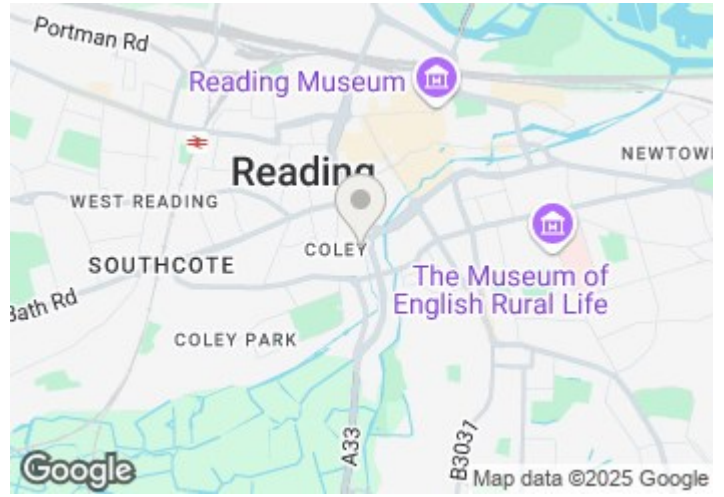 Portman Rd
Reading Museum
NEWTOW
Reading
WEST READING
COLEY
SOUTHCOTE
The Museum of
English Rural Life
Bath Rd
COLEY PARK
A33
B3031
Google
Map data ©2025 Google